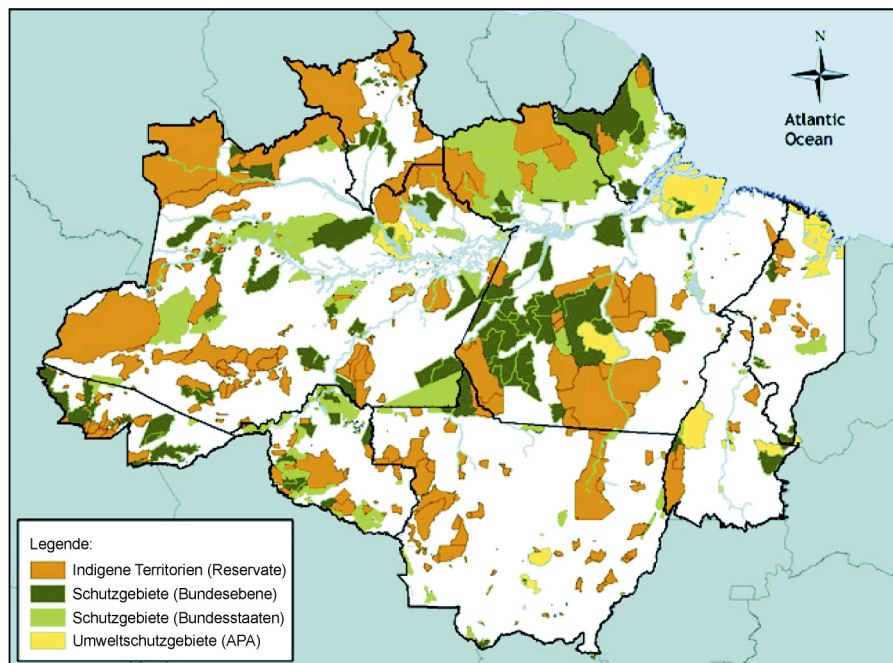 N
Atlantic
Ocean
Legende:
Indigene Territorien (Reservate)
Schutzgebiete (Bundesebene)
Schutzgebiete (Bundesstaaten)
Umweltschutzgebiete (APA)